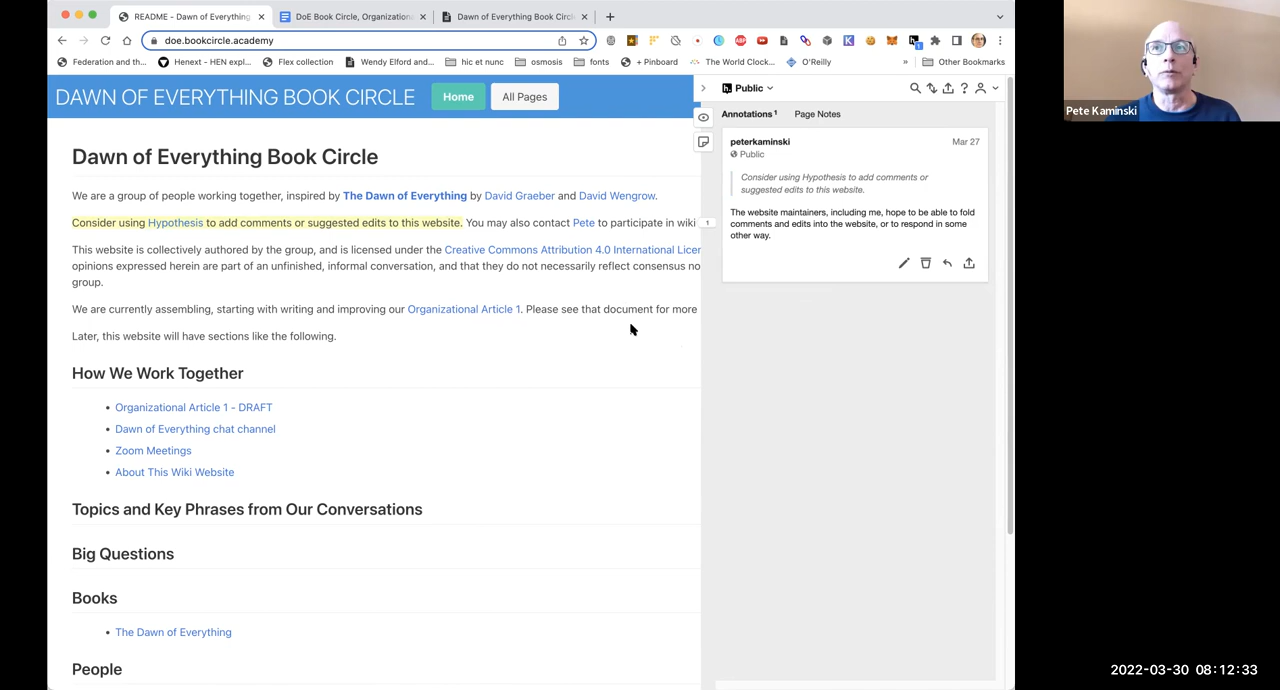 README - Dawn of Everything
DoE Book Circle, Organization
Dawn of Everything Book Circl
doe.bookcircle.academy
Federation and th...
Henext - HEN expl...
Flex collection
Wendy Elford and...
hic et nunc
osmosis
fonts
+ Pinboard
The World Clock...
O'Reilly
»
Other Bookmarks
DAWN OF EVERYTHING BOOK CIRCLE
Home
All Pages
Dawn of Everything Book Circle
We are a group of people working together, inspired by The Dawn of Everything by David Graeber and David Wengrow.
Consider using Hypothesis to add comments or suggested edits to this website. You may also contact Pete to participate in wiki
This website is collectively authored by the group, and is licensed under the Creative Commons Attribution 4.0 International Licer
opinions expressed herein are part of an unfinished, informal conversation, and that they do not necessarily reflect consensus no
group.
We are currently assembling, starting with writing and improving our Organizational Article 1. Please see that document for more
Later, this website will have sections like the following.
How We Work Together
• Organizational Article 1 - DRAFT
• Dawn of Everything chat channel
• Zoom Meetings
• About This Wiki Website
Topics and Key Phrases from Our Conversations
Big Questions
Books
• The Dawn of Everything
People
1
Public
Annotations 1
Page Notes
peterkaminski
Mar 27
Public
Consider using Hypothesis to add comments or
suggested edits to this website.
The website maintainers, including me, hope to be able to fold
comments and edits into the website, or to respond in some
other way.
Pete Kaminski
2022-03-30 08:12:33